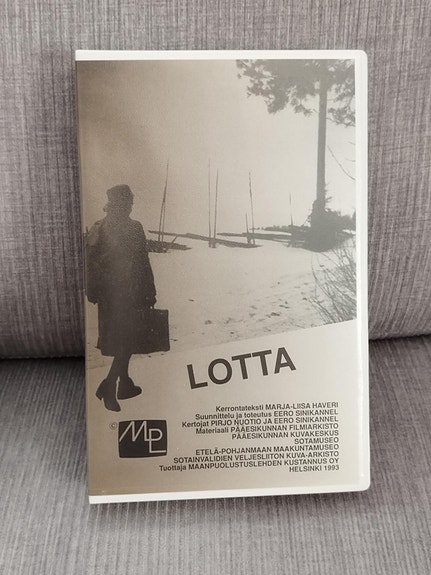 LOTTA
Kerrontateksti MARJA-LIISA HAVERI
Suunnittelu ja toteutus EERO SINIKANNEL
Kertojat PIRJO NUOTIO JA EERO SINIKANNEL
Materiaali PÄÄESIKUNNAN FILMIARKISTO
PÄÄESIKUNNAN KUVAKESKUS
SOTAMUSEO
ETELÄ-POHJANMAAN MAAKUNTAMUSEO
SOTAINVALIDIEN VELJESLIITON KUVA-ARKISTO
Tuottaja MAANPUOLUSTUSLEHDEN KUSTANNUS OY
HELSINKI 1993
© MPL